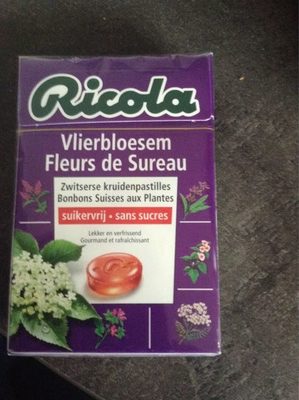 Ricola
Vlierbloesem
Fleurs de Sureau
Zwitserse kruidenpastilles
Bonbons Suisses aux Plantes
suikervrij • sans sucres
Lekker en verfrissend
Gourmand et rafraîchissant